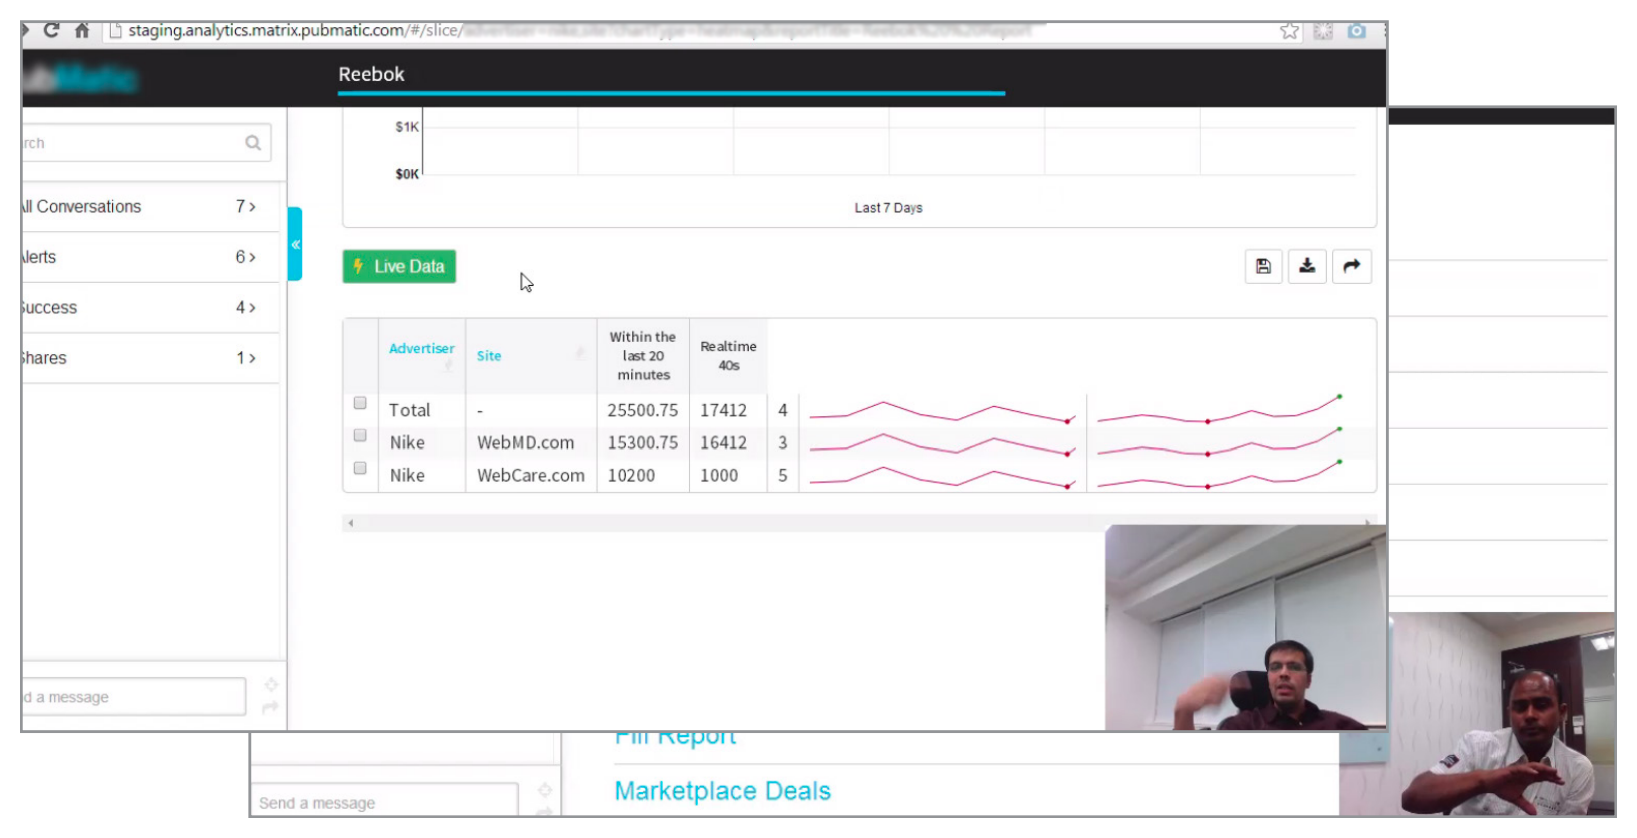 staging.analytics.matrix.pubmatic.com/#/slice/
Reebok
rch
$1K
$0K
Last 7 Days
ll Conversations 7
lerts 6
uccess 4
hares 1
Live Data
Advertiser Site Within the last 20 minutes Realtime 40s
Total - 25500.75 17412 4
Nike WebMD.com 15300.75 16412 3
Nike WebCare.com 10200 1000 5
d a message
Report
Marketplace Deals
Send a message